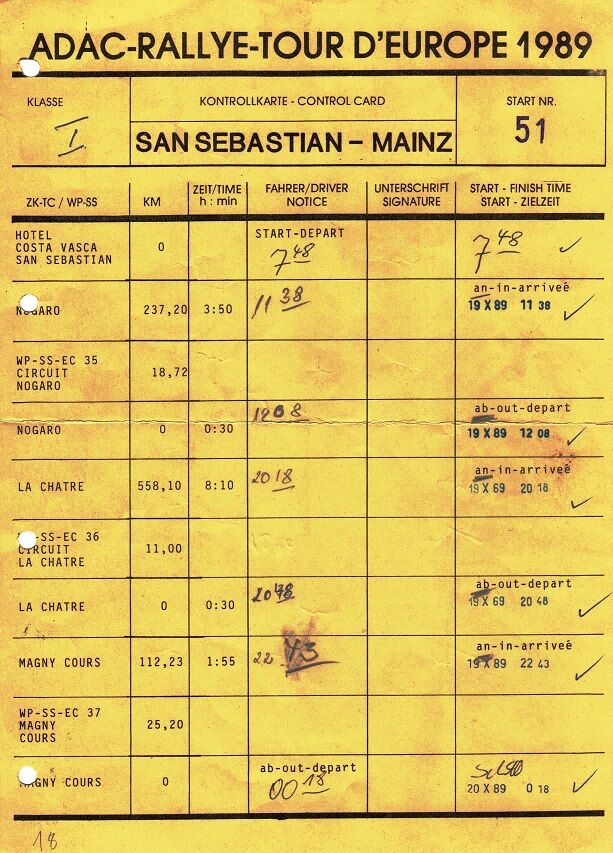 ADAC-RALLYE-TOUR D'EUROPE 1989
KLASSE
I
KONTROLLKARTE - CONTROL CARD
SAN SEBASTIAN - MAINZ
START NR.
51
ZK-TC / WP-SS KM ZEIT/TIME h : min FAHRER/DRIVER NOTICE UNTERSCHRIFT SIGNATURE START - FINISH TIME START - ZIELZEIT
HOTEL
COSTA VASCA 0
SAN SEBASTIAN
START-DEPART
7 48
7 48
an-in-arriveé
NOGARO 237,20 3:50 11 38 19 X 89 11 38
WP-SS-EC 35
CIRCUIT 18,72
NOGARO
ab-out-depart
NOGARO 0 0:30 12 08 19 X 89 12 08
an-in-arriveé
LA CHATRE 558,10 8:10 20 18 19 X 69 20 18
-SS-EC 36
CIRCUIT 11,00
LA CHATRE
ab-out-depart
LA CHATRE 0 0:30 20 48 19 X 69 20 48
an-in-arriveé
MAGNY COURS 112,23 1:55 22 43 19 X 89 22 43
WP-SS-EC 37
MAGNY 25,20
COURS
ab-out-depart
MAGNY COURS 0 00 18 20 X 89 0 18
18